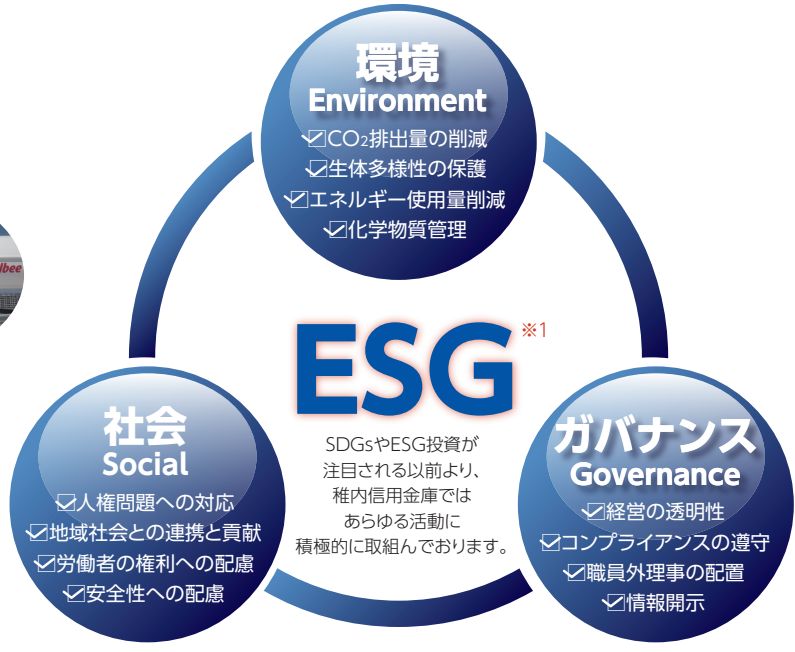 環境
Environment
☑CO₂排出量の削減
☑生体多様性の保護
☑エネルギー使用量削減
☑化学物質管理
ESG※1
SDGsやESG投資が
注目される以前より、
稚内信用金庫では
あらゆる活動に
積極的に取組んでおります。
社会
Social
☑人権問題への対応
☑地域社会との連携と貢献
☑労働者の権利への配慮
☑安全性への配慮
ガバナンス
Governance
☑経営の透明性
☑コンプライアンスの遵守
☑職員外理事の配置
☑情報開示